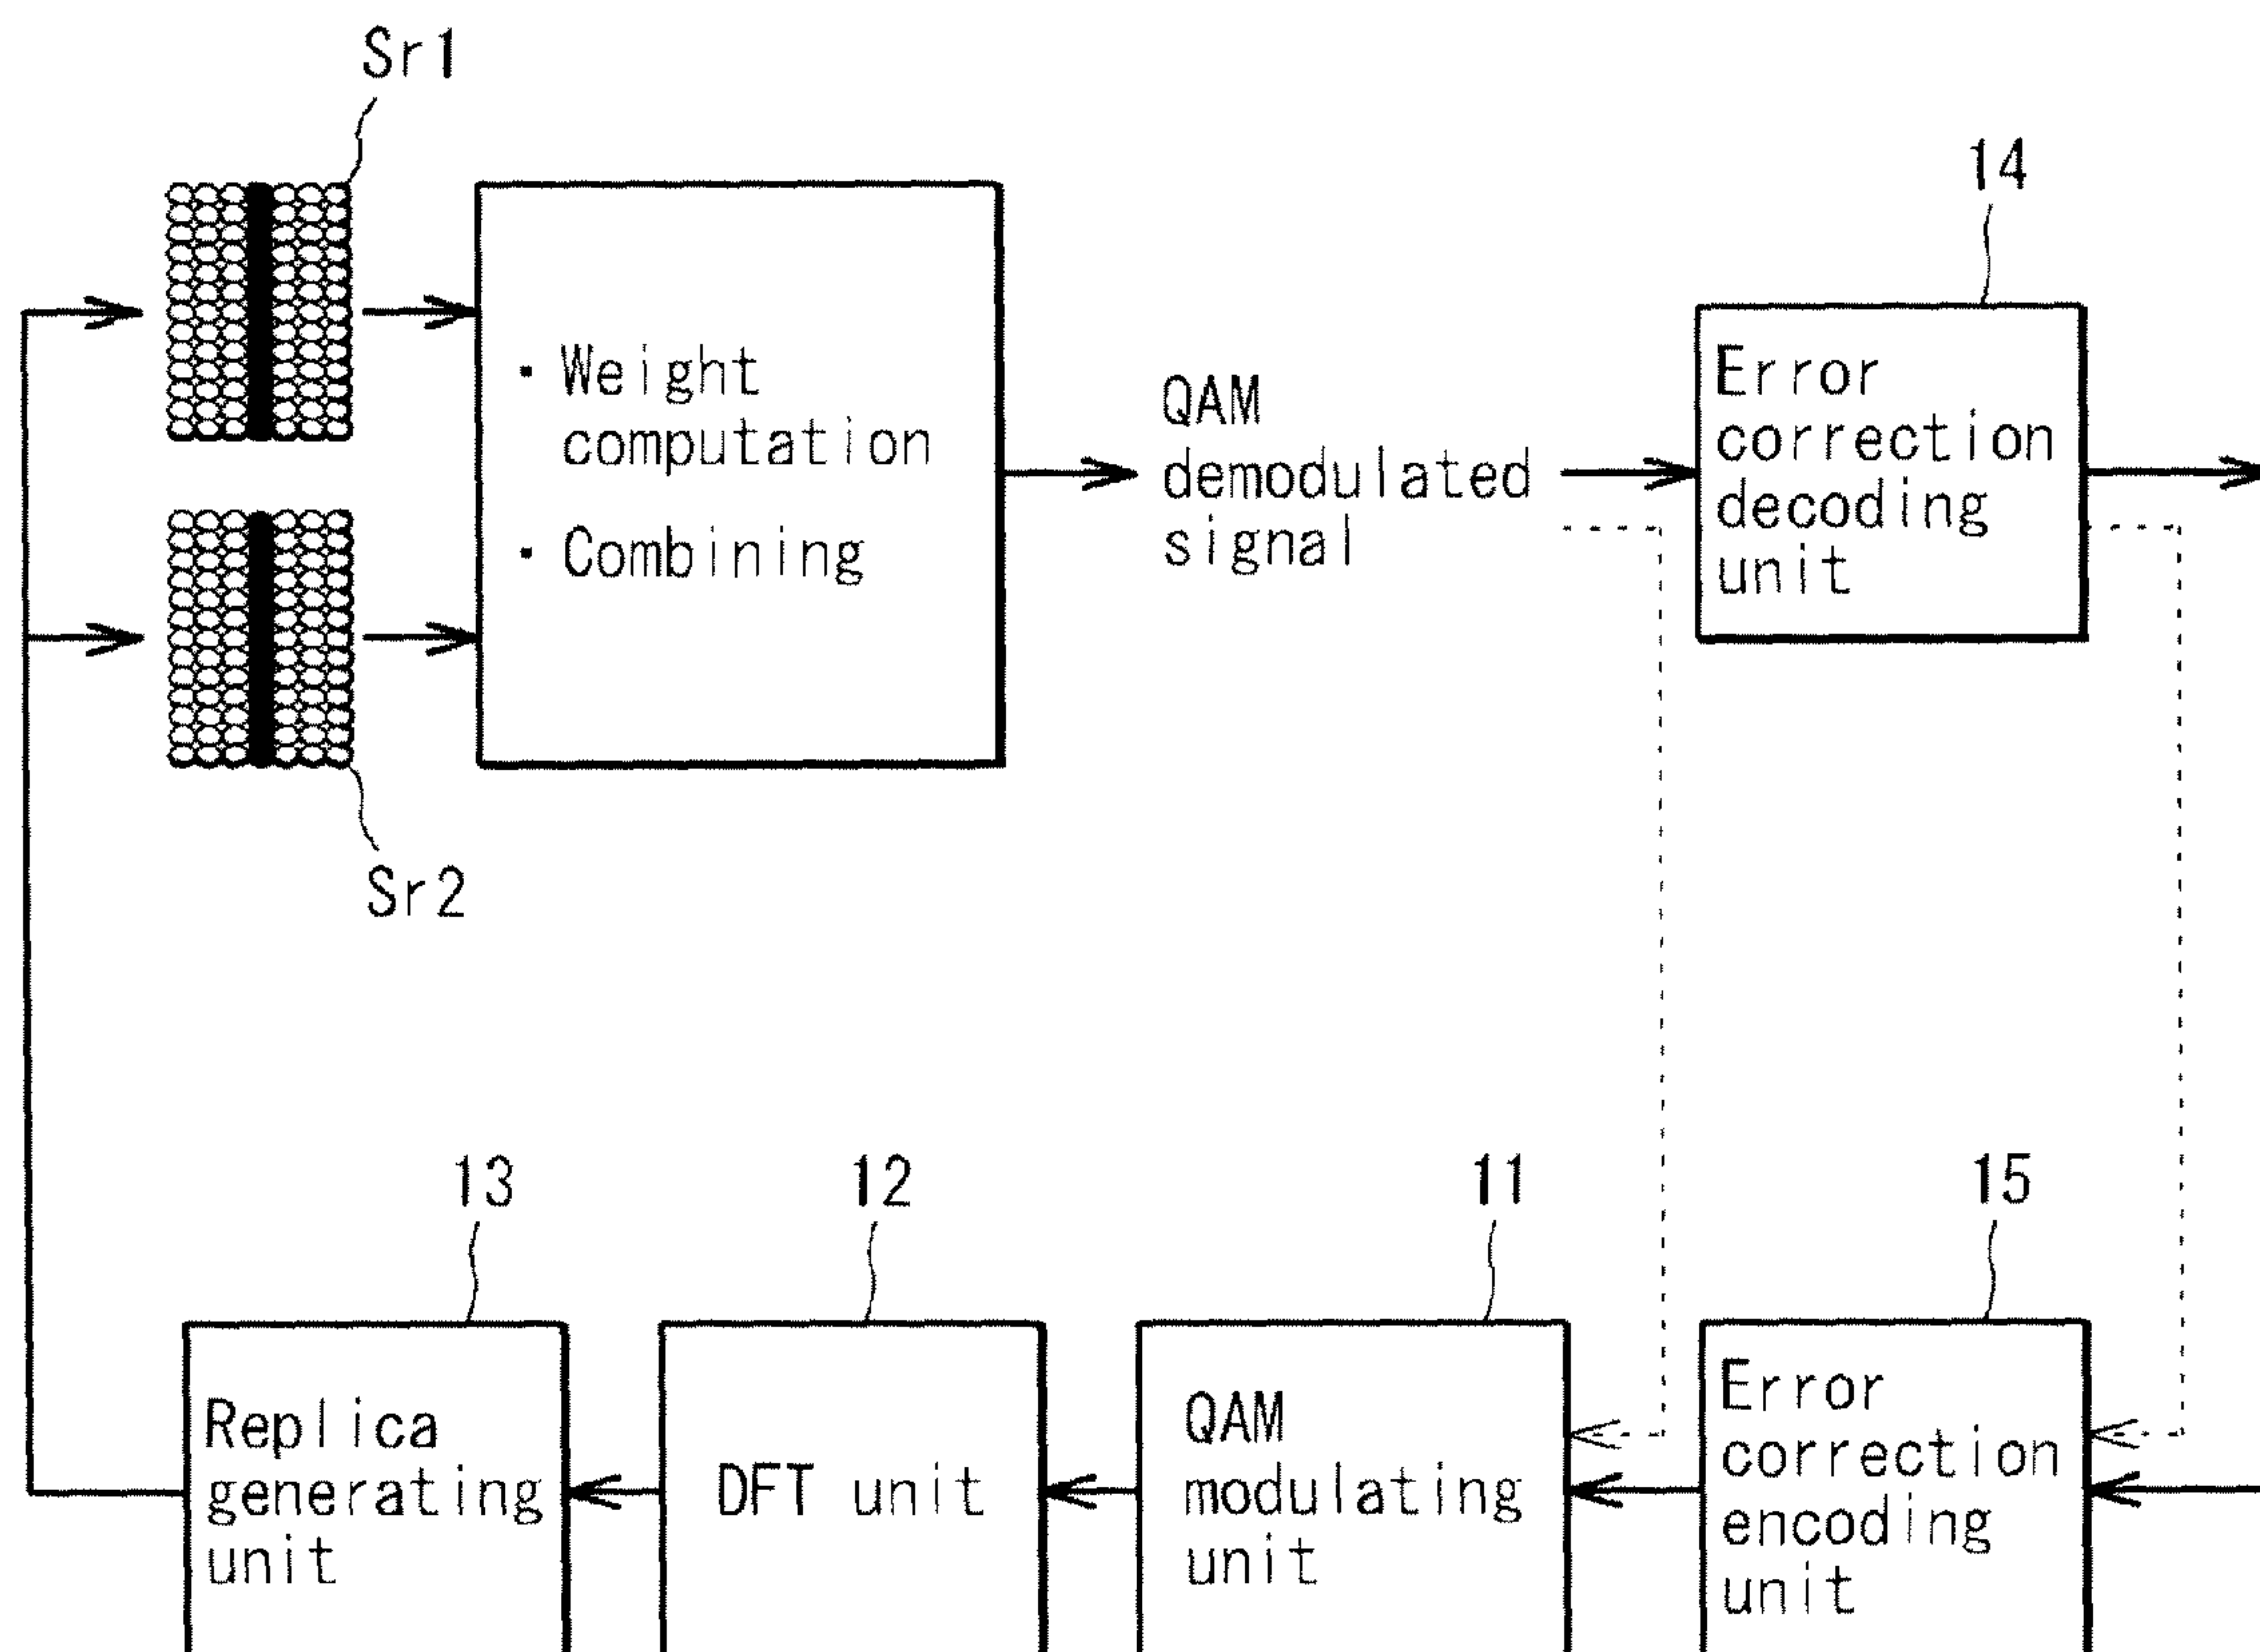 Sr1
14
· Weight
computation
· Combining
QAM
demodulated
signal
Error
correction
decoding
unit
Sr2
13
12
11
15
Replica
generating
unit
DFT unit
QAM
modulating
unit
Error
correction
encoding
unit